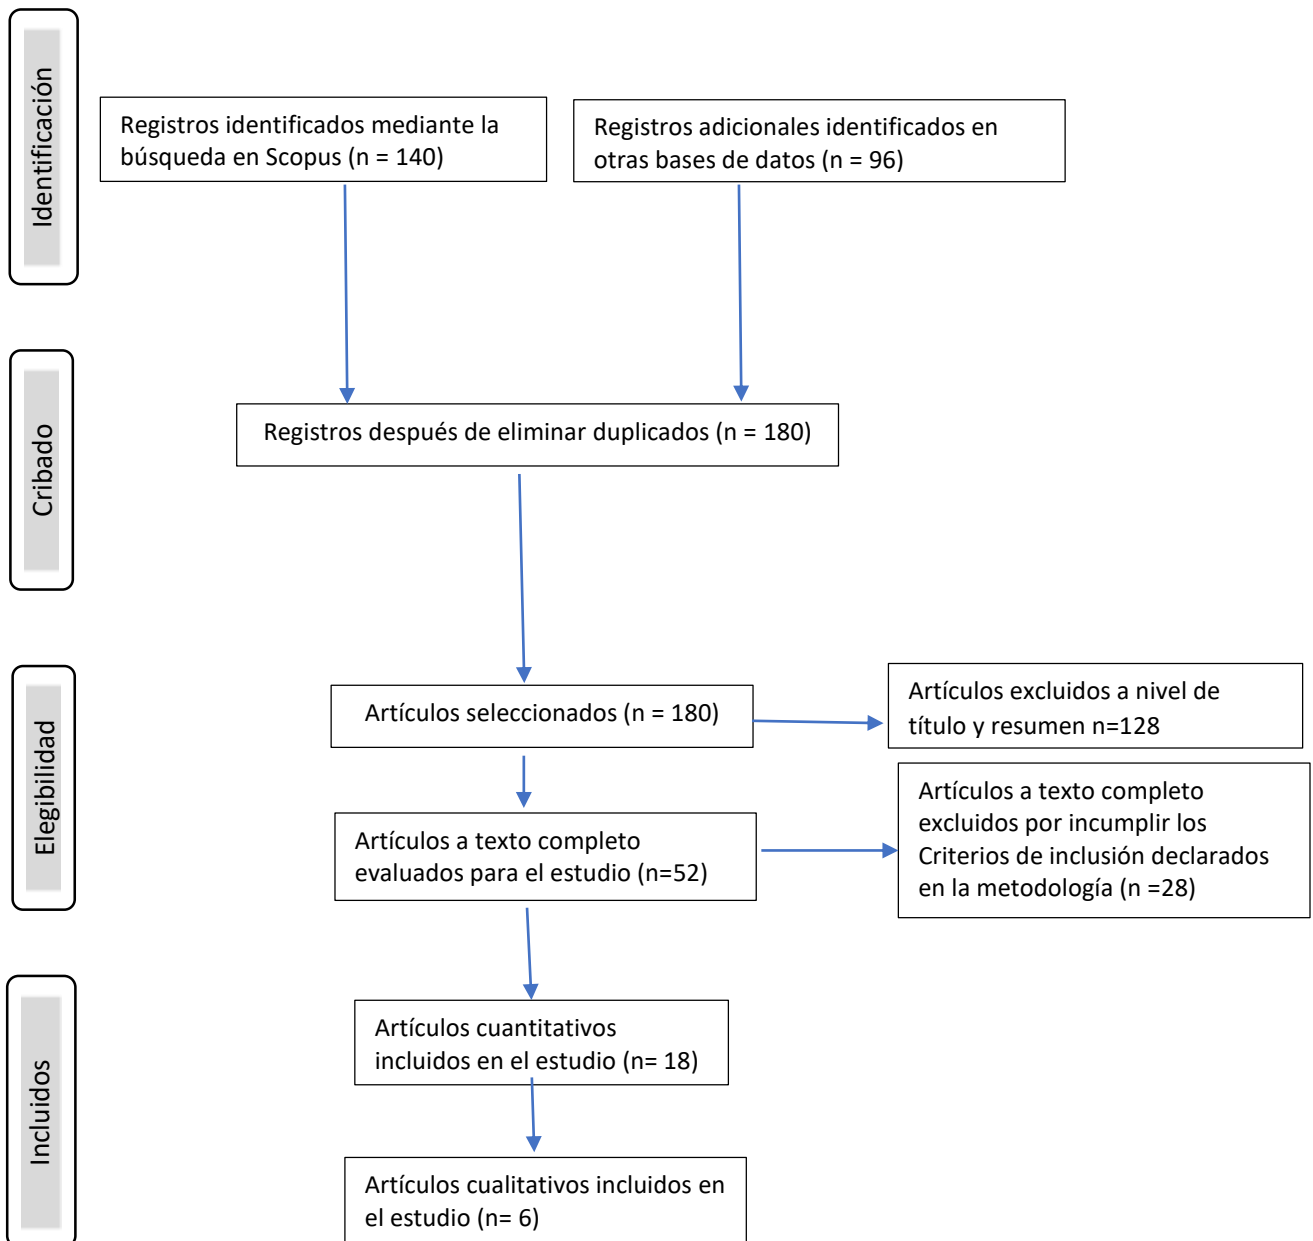 Identificación
Registros identificados mediante la
búsqueda en Scopus (n = 140)
Registros adicionales identificados en
otras bases de datos (n = 96)
Cribado
Registros después de eliminar duplicados (n = 180)
Elegibilidad
Artículos seleccionados (n = 180)
Artículos excluidos a nivel de
título y resumen n=128
Artículos a texto completo
evaluados para el estudio (n=52)
Artículos a texto completo
excluidos por incumplir los
Criterios de inclusión declarados
en la metodología (n =28)
Incluidos
Artículos cuantitativos
incluidos en el estudio (n= 18)
Artículos cualitativos incluidos en
el estudio (n= 6)